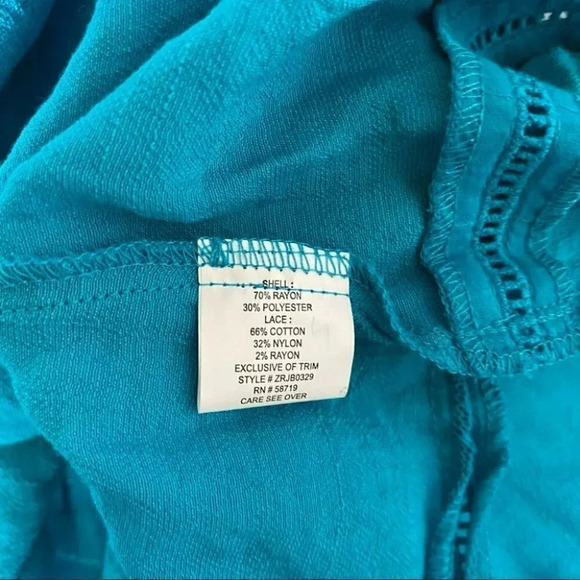 SHELL :
70% RAYON
30% POLYESTER
LACE :
66% COTTON
32% NYLON
2% RAYON
EXCLUSIVE OF TRIM
STYLE # ZRJB0329
RN # 58719
CARE SEE OVER